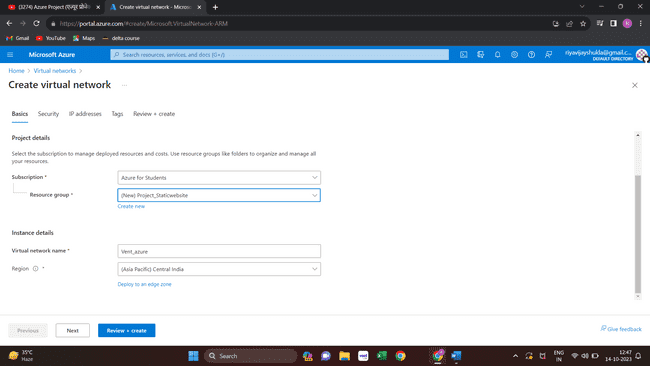 (3274) Azure Project
Create virtual network - Microsof
https://portal.azure.com/#create/Microsoft.VirtualNetwork-ARM
Gmail YouTube Maps delta course
Microsoft Azure
Search resources, services, and docs (G+/)
riyavijayshukla@gmail.c...
DEFAULT DIRECTORY
Home > Virtual networks >
Create virtual network ...
Basics Security IP addresses Tags Review + create
Project details
Select the subscription to manage deployed resources and costs. Use resource groups like folders to organize and manage all
your resources.
Subscription *
Azure for Students
Resource group *
(New) Project_Staticwebsite
Create new
Instance details
Virtual network name *
Vent_azure
Region *
(Asia Pacific) Central India
Deploy to an edge zone
Previous Next Review + create
Give feedback
35°C
Haze
Search
ENG
IN
12:47
14-10-2023